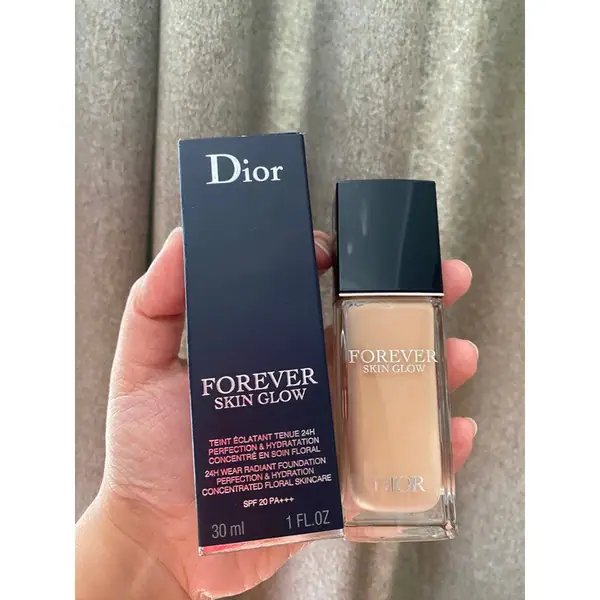 Dior
FOREVER
SKIN GLOW
TEINT ÉCLATANT TENUE 24H
PERFECTION & HYDRATATION
CONCENTRÉ EN SOIN FLORAL
24H WEAR RADIANT FOUNDATION
PERFECTION & HYDRATION
CONCENTRATED FLORAL SKINCARE
SPF 20 PA+++
30 ml 1 FL.OZ
FOREVER
SKIN GLOW
DIOR